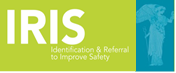 IRIS
Identification & Referral
to Improve Safety